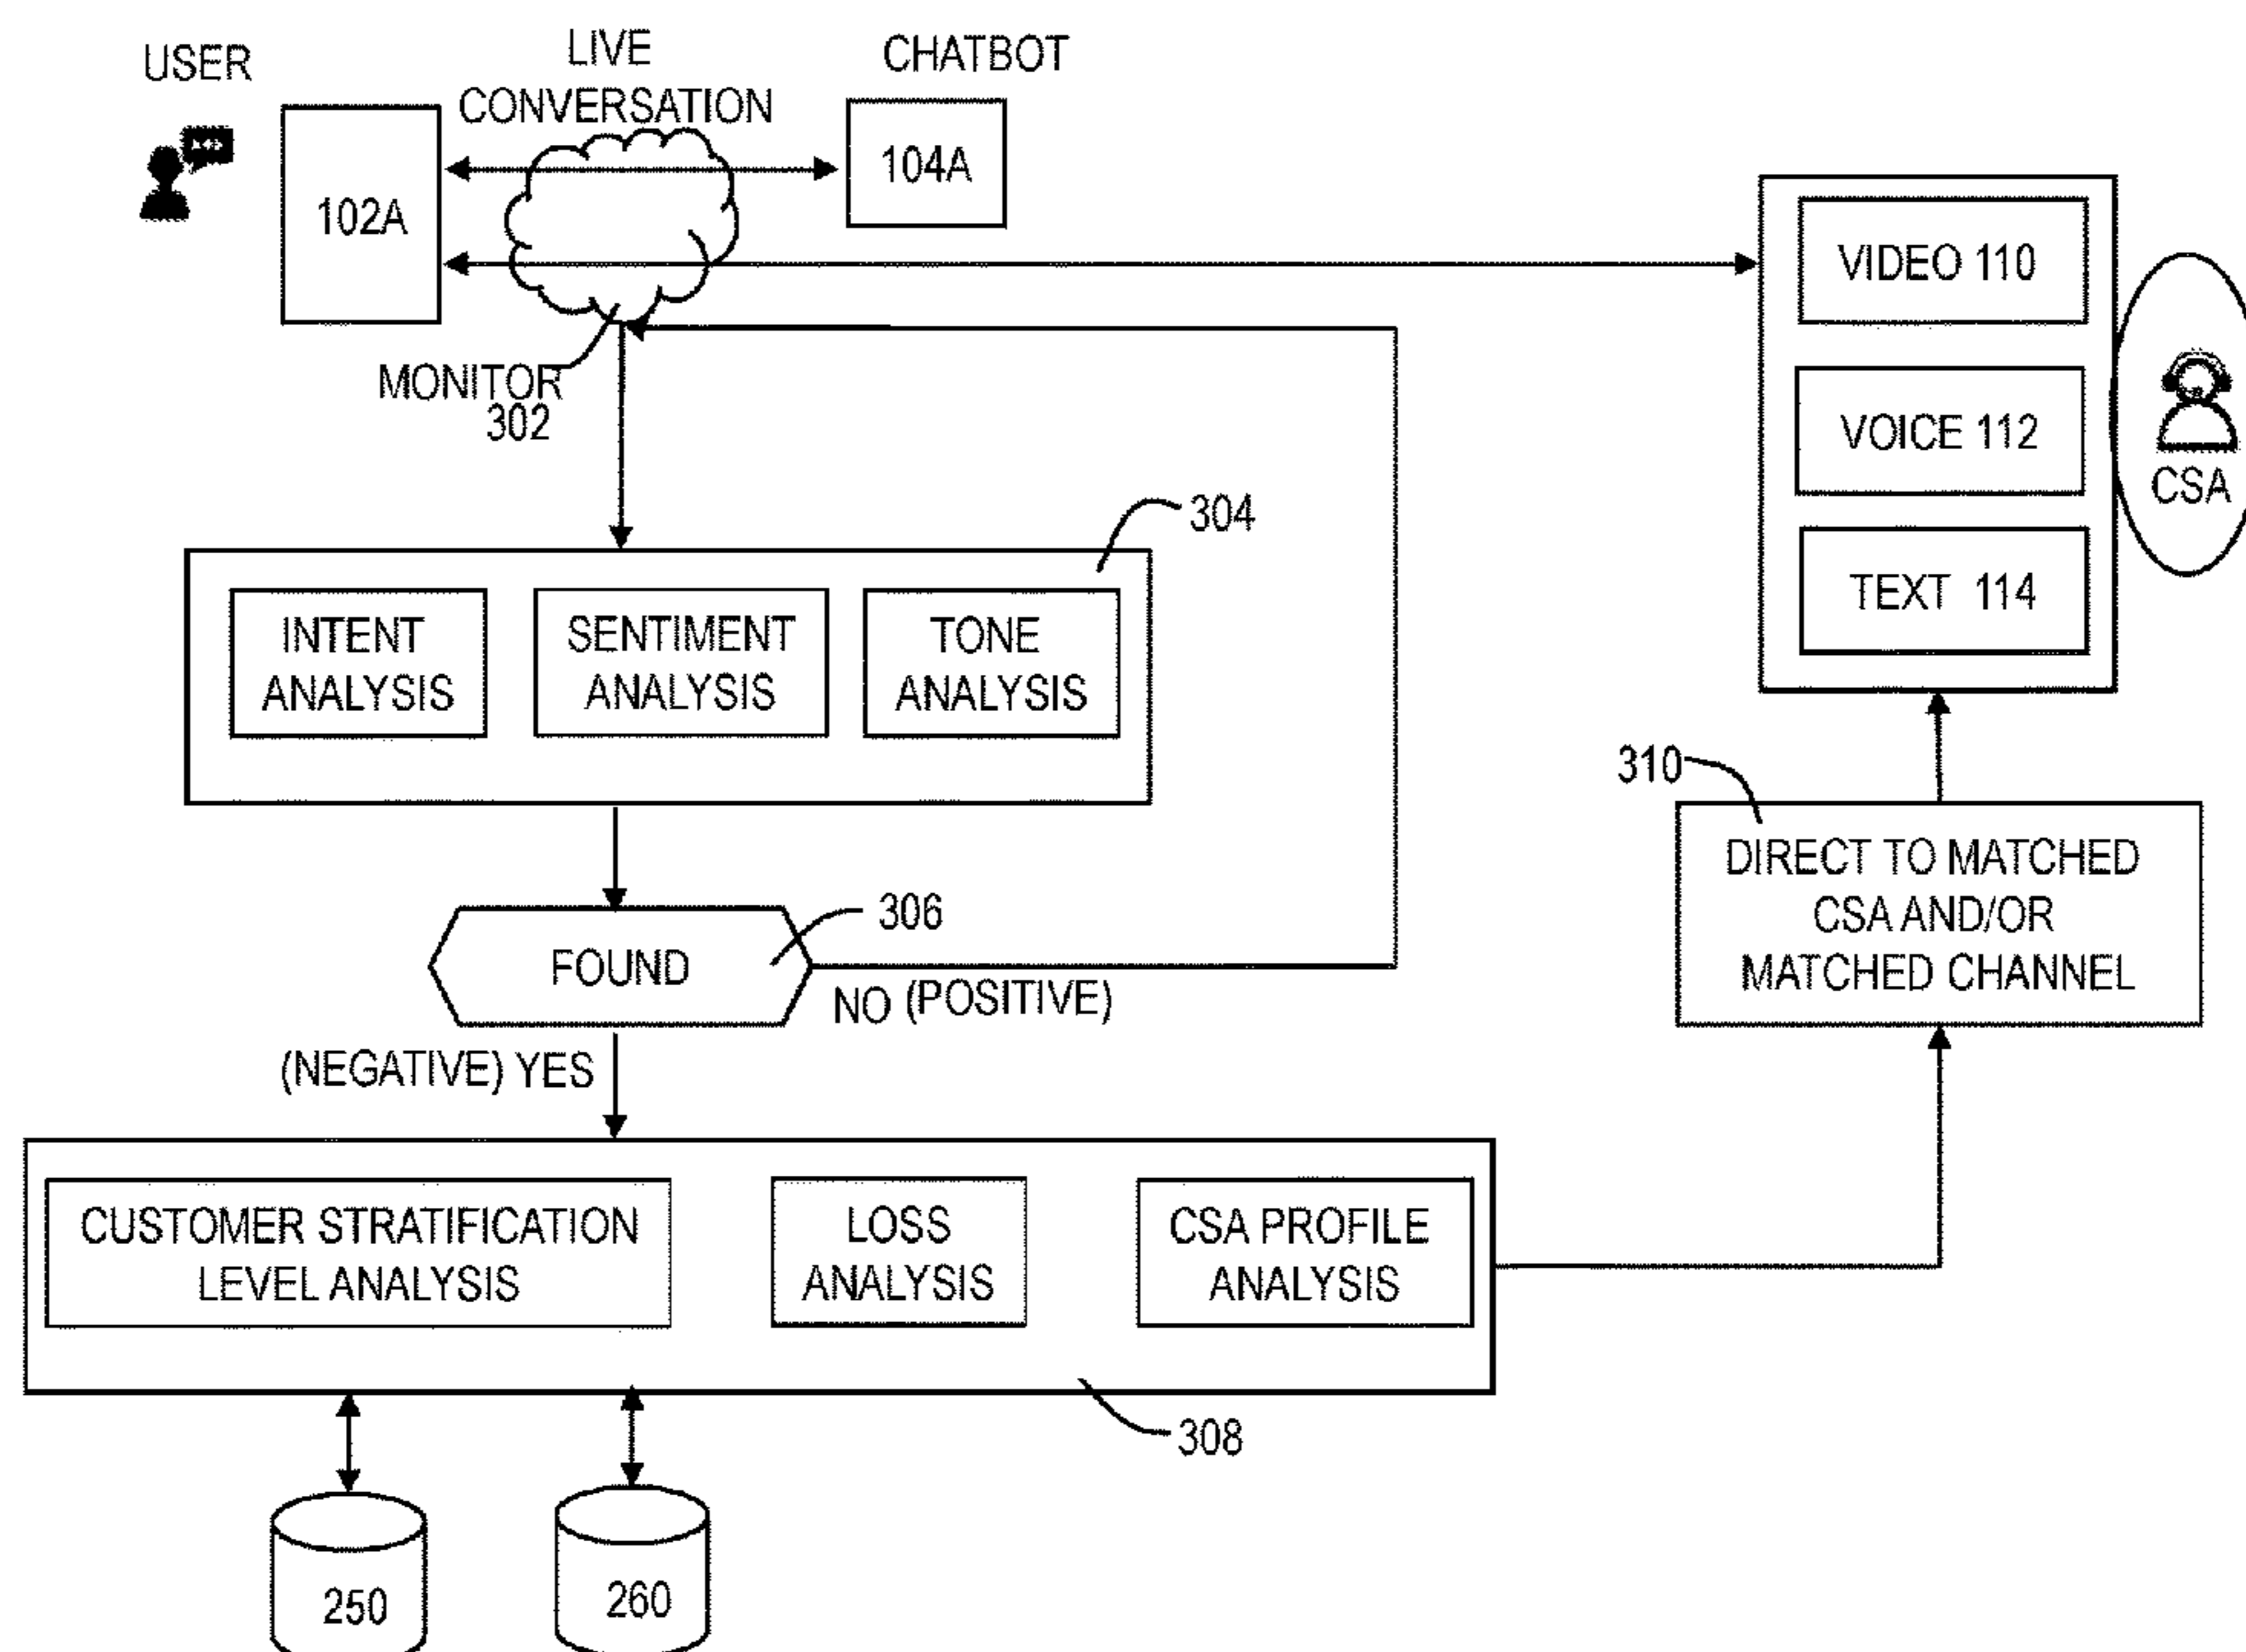 USER
LIVE
CONVERSATION
CHATBOT
102A
104A
MONITOR
302
VIDEO 110
VOICE 112
TEXT 114
CSA
304
INTENT
ANALYSIS
SENTIMENT
ANALYSIS
TONE
ANALYSIS
306
FOUND
NO (POSITIVE)
(NEGATIVE) YES
310
DIRECT TO MATCHED
CSA AND/OR
MATCHED CHANNEL
CUSTOMER STRATIFICATION
LEVEL ANALYSIS
LOSS
ANALYSIS
CSA PROFILE
ANALYSIS
308
250
260